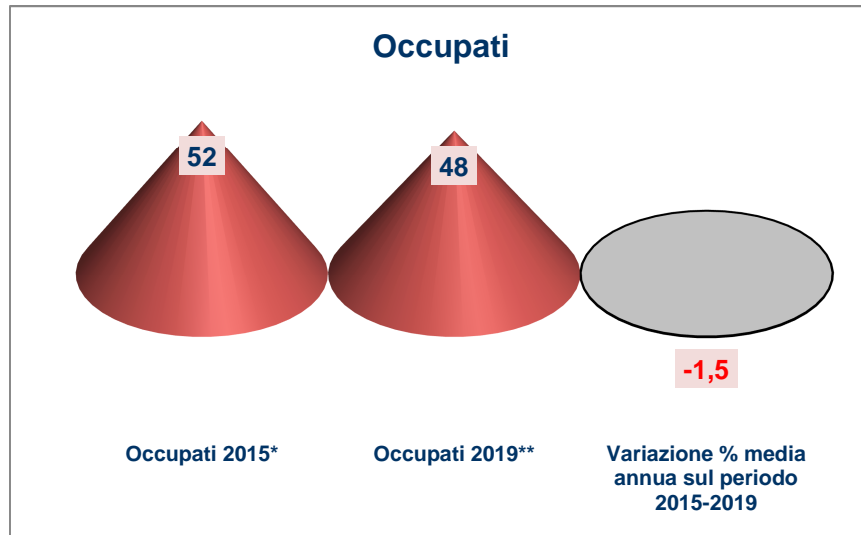 Occupati
52
48
-1,5
Occupati 2015*
Occupati 2019**
Variazione % media
annua sul periodo
2015-2019